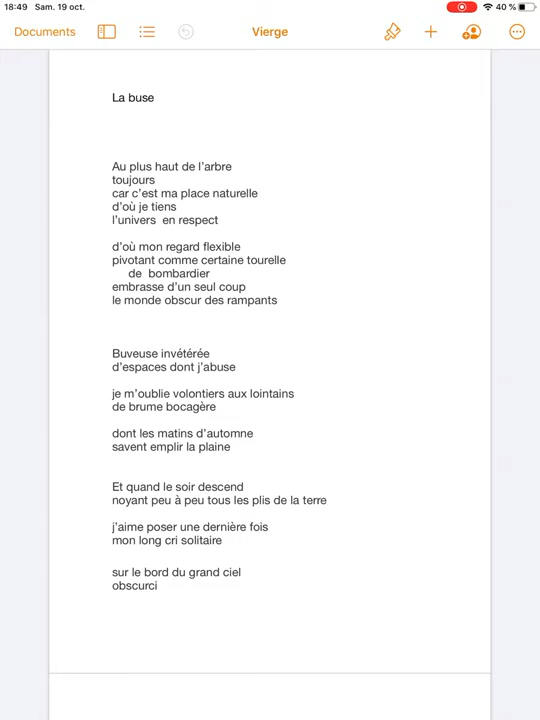 18:49 Sam. 19 oct. 40 %
Documents Vierge
La buse
Au plus haut de l'arbre
toujours
car c'est ma place naturelle
d'où je tiens
l'univers en respect
d'où mon regard flexible
pivotant comme certaine tourelle
de bombardier
embrasse d'un seul coup
le monde obscur des rampants
Buveuse invétérée
d'espaces dont j'abuse
je m'oublie volontiers aux lointains
de brume bocagère
dont les matins d'automne
savent emplir la plaine
Et quand le soir descend
noyant peu à peu tous les plis de la terre
j'aime poser une dernière fois
mon long cri solitaire
sur le bord du grand ciel
obscurci